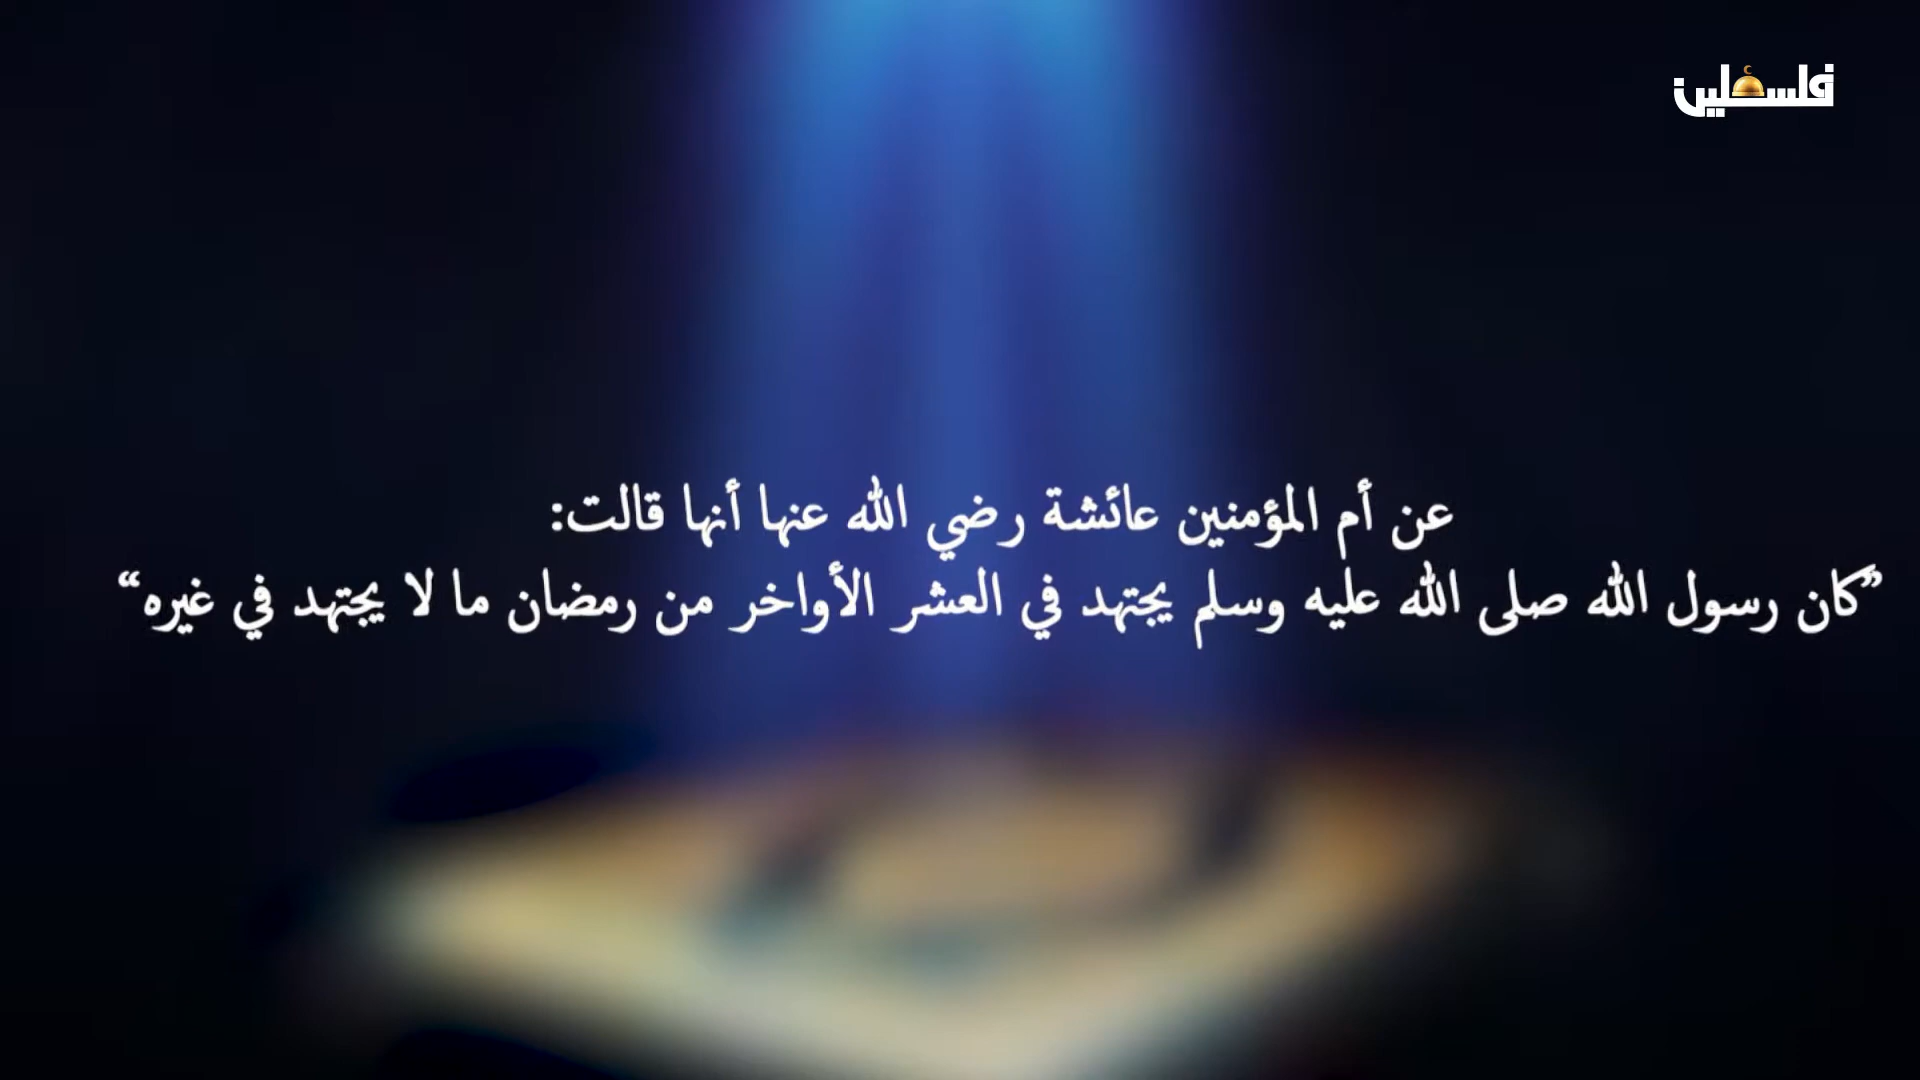 فلسطين
عن أم المؤمنين عائشة رضي الله عنها أنها قالت:
”كان رسول الله صلى الله عليه وسلم يجتهد في العشر الأواخر من رمضان ما لا يجتهد في غيره“